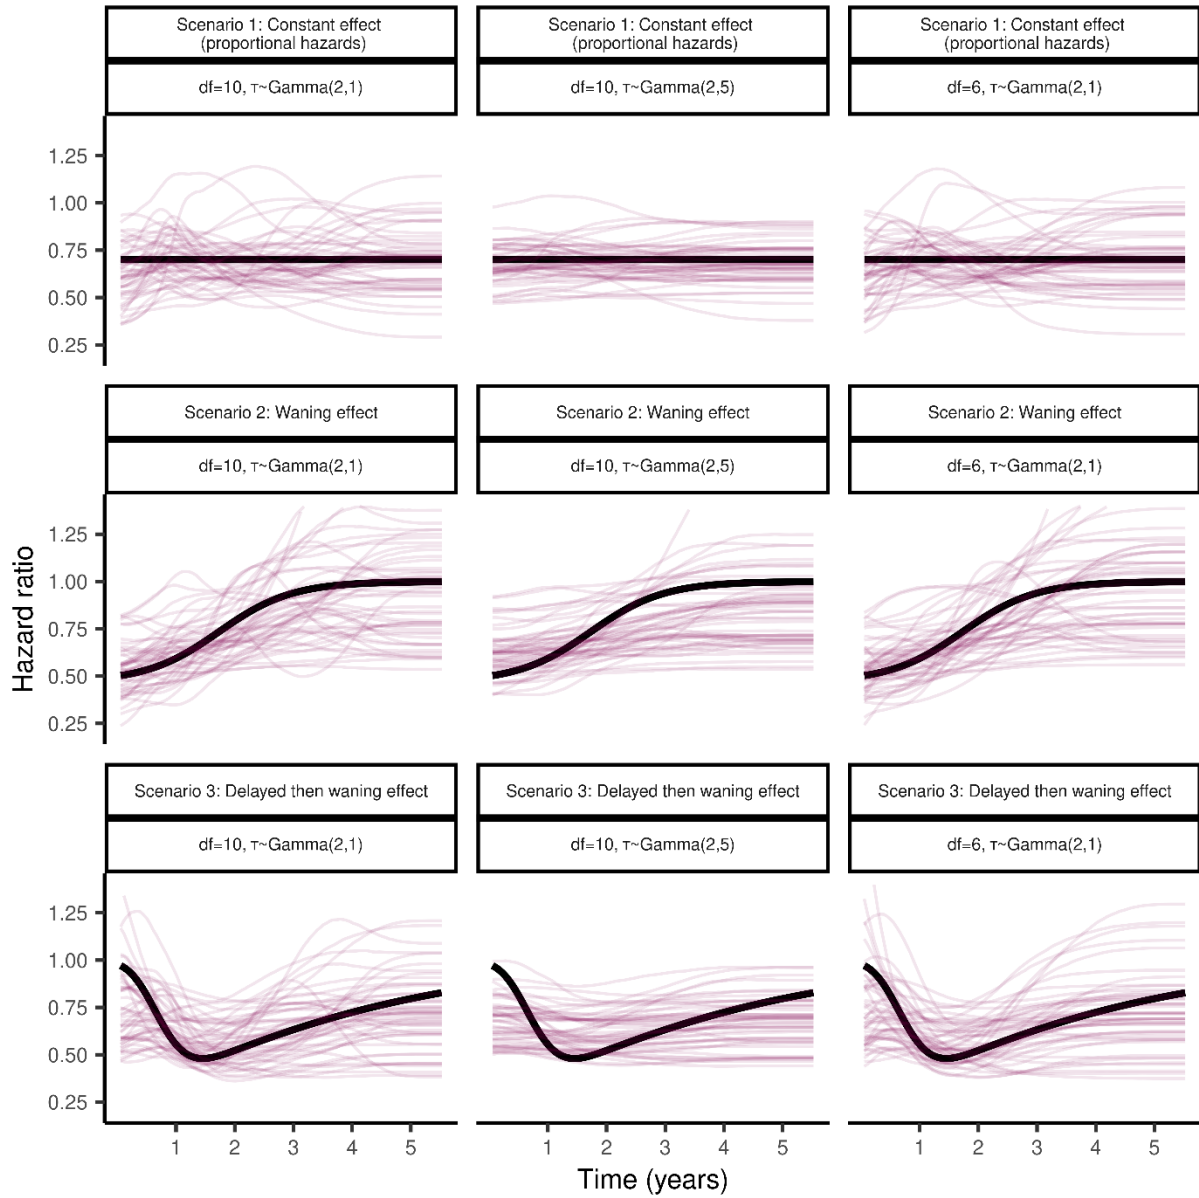 Scenario 1: Constant effect
(proportional hazards)
df=10, τ~Gamma(2,1)
Scenario 1: Constant effect
(proportional hazards)
df=10, τ~Gamma(2,5)
Scenario 1: Constant effect
(proportional hazards)
df=6, τ~Gamma(2,1)
1.25
1.00
0.75
0.50
0.25
Scenario 2: Waning effect
df=10, τ~Gamma(2,1)
Scenario 2: Waning effect
df=10, τ~Gamma(2,5)
Scenario 2: Waning effect
df=6, τ~Gamma(2,1)
Hazard ratio
1.25
1.00
0.75
0.50
0.25
Scenario 3: Delayed then waning effect
df=10, τ~Gamma(2,1)
Scenario 3: Delayed then waning effect
df=10, τ~Gamma(2,5)
Scenario 3: Delayed then waning effect
df=6, τ~Gamma(2,1)
1.25
1.00
0.75
0.50
0.25
1 2 3 4 5
1 2 3 4 5
1 2 3 4 5
Time (years)